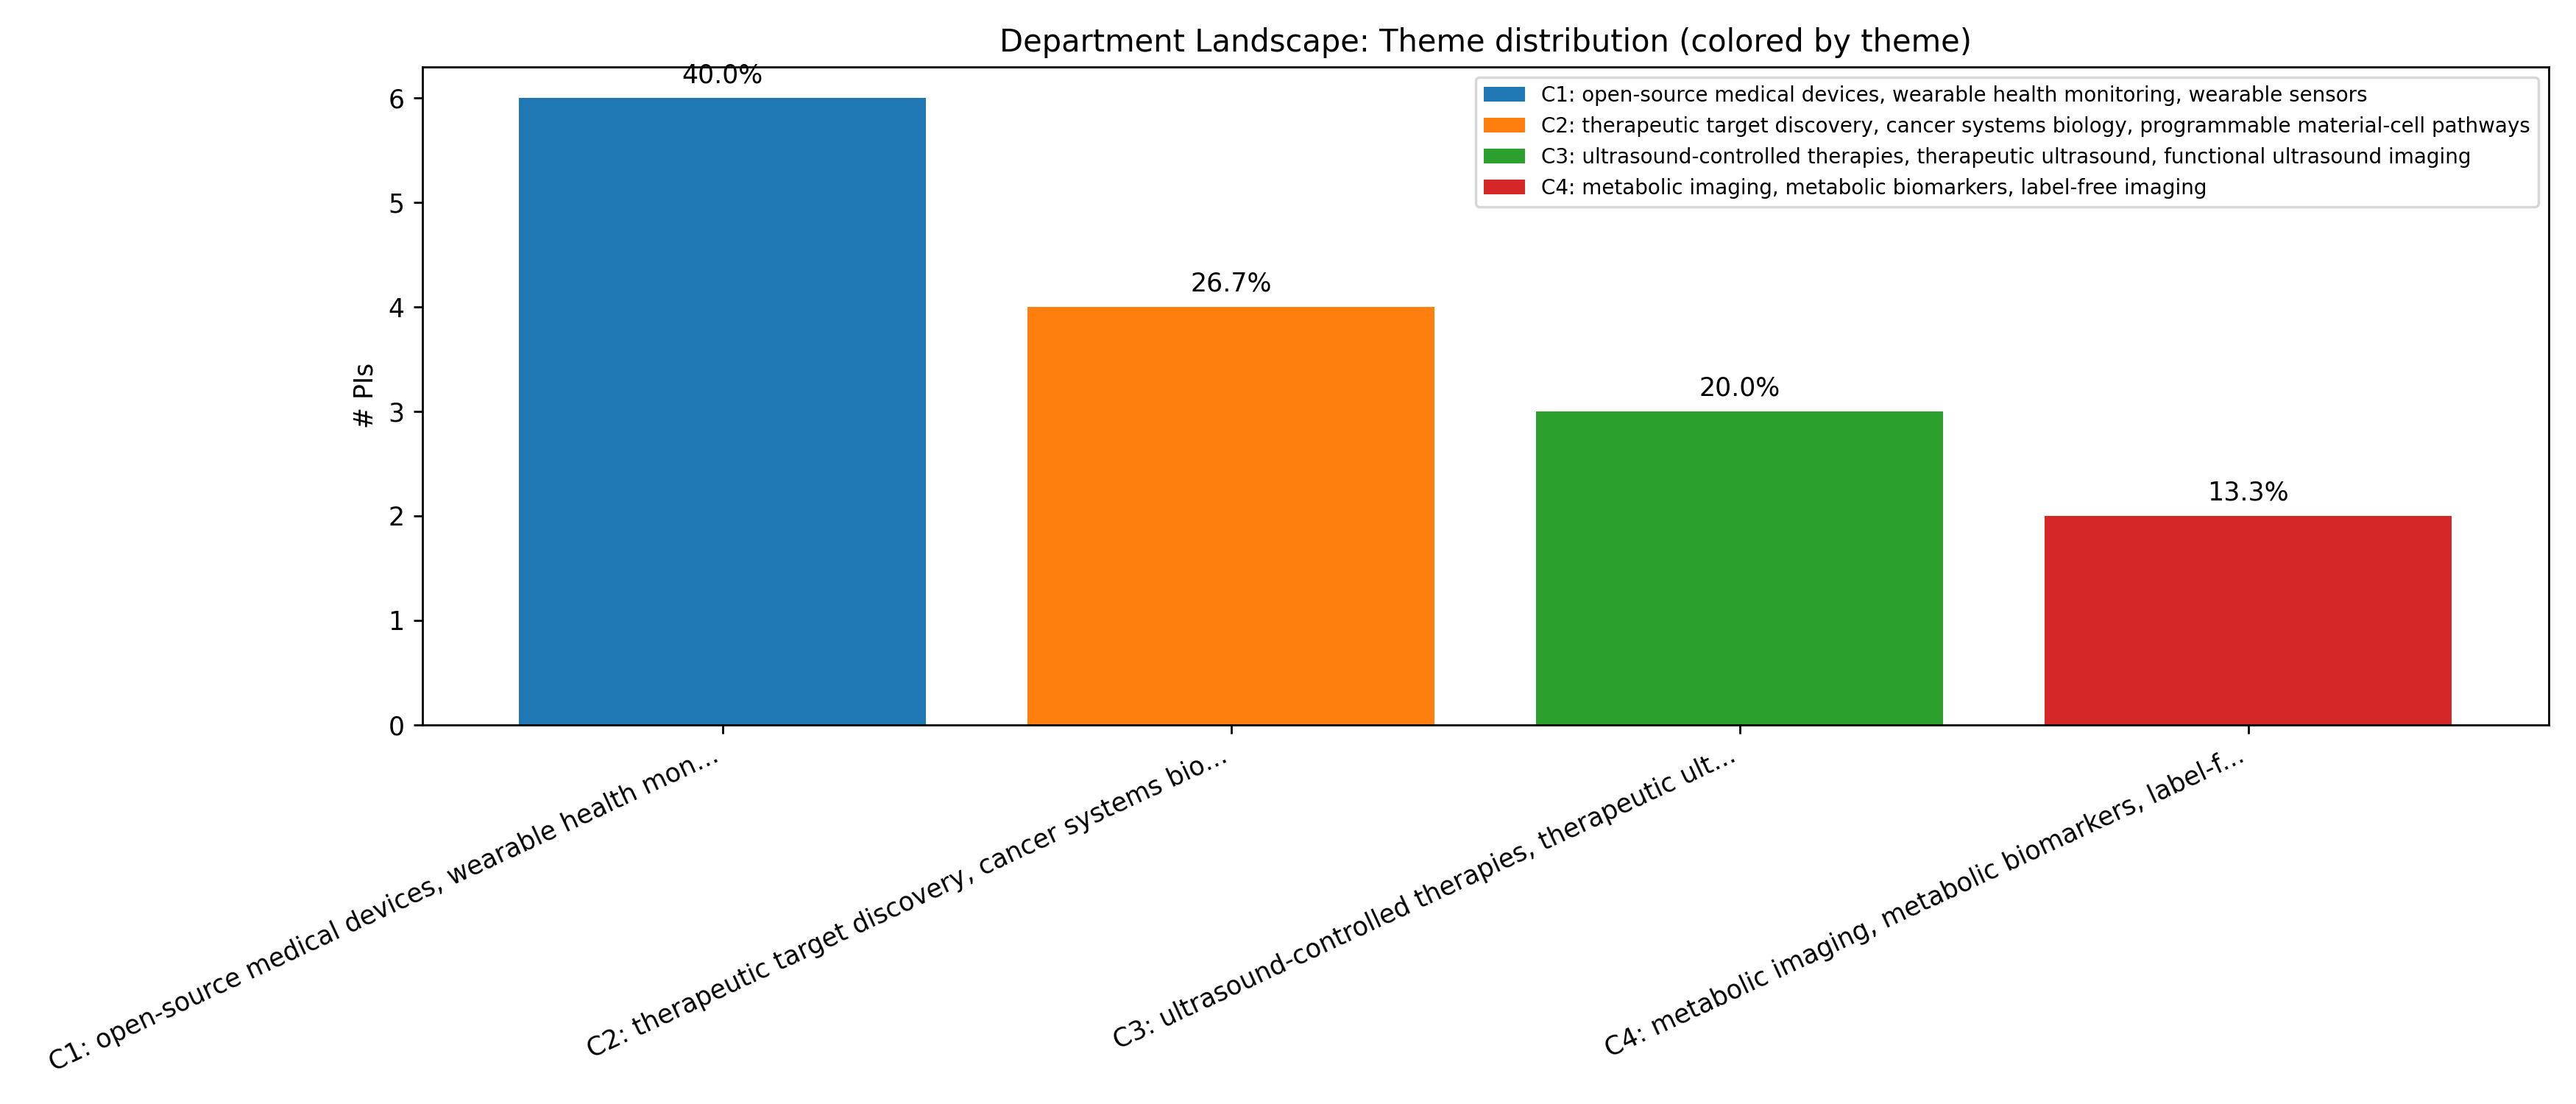 Department Landscape: Theme distribution (colored by theme)
40.0%
26.7%
20.0%
13.3%
C1: open-source medical devices, wearable health monitoring, wearable sensors
C2: therapeutic target discovery, cancer systems biology, programmable material-cell pathways
C3: ultrasound-controlled therapies, therapeutic ultrasound, functional ultrasound imaging
C4: metabolic imaging, metabolic biomarkers, label-free imaging
# PIs
6
5
4
3
2
1
0
C1: open-source medical devices, wearable health mon...
C2: therapeutic target discovery, cancer systems bio...
C3: ultrasound-controlled therapies, therapeutic ult...
C4: metabolic imaging, metabolic biomarkers, label-f...